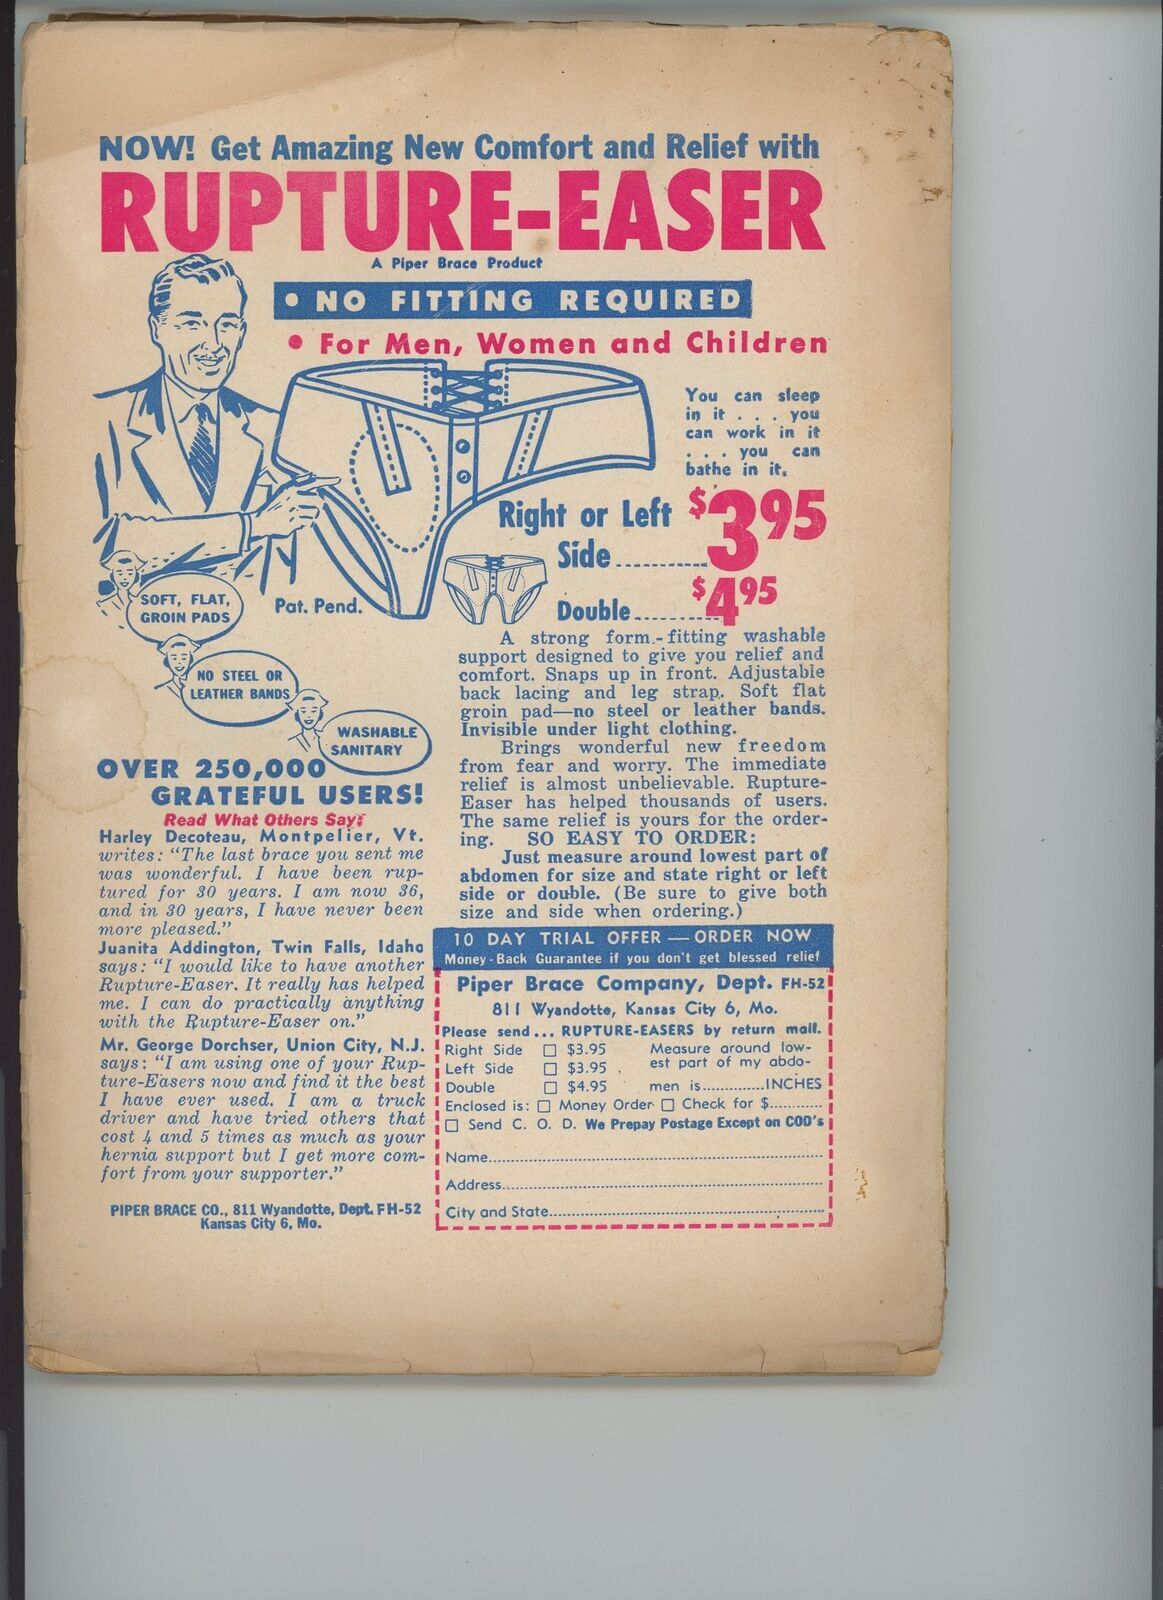 NOW! Get Amazing New Comfort and Relief with
RUPTURE-EASER
A Piper Brace Product
• NO FITTING REQUIRED
• For Men, Women and Children
You can sleep
in it . . . you
can work in it
. . . you can
bathe in it.
Right or Left
Side.......... $3.95
Double....... $4.95
Pat. Pend.
SOFT, FLAT,
GROIN PADS
NO STEEL OR
LEATHER BANDS
WASHABLE
SANITARY
OVER 250,000
GRATEFUL USERS!
Read What Others Say:
Harley Decoteau, Montpelier, Vt.
writes: "The last brace you sent me
was wonderful. I have been rup-
tured for 30 years. I am now 36,
and in 30 years, I have never been
more pleased."
Juanita Addington, Twin Falls, Idaho
says: "I would like to have another
Rupture-Easer. It really has helped
me. I can do practically anything
with the Rupture-Easer on."
Mr. George Dorchser, Union City, N.J.
says: "I am using one of your Rup-
ture-Easers now and find it the best
I have ever used. I am a truck
driver and have tried others that
cost 4 and 5 times as much as your
hernia support but I get more com-
fort from your supporter."
PIPER BRACE CO., 811 Wyandotte, Dept. FH-52
Kansas City 6, Mo.
A strong form-fitting washable
support designed to give you relief and
comfort. Snaps up in front. Adjustable
back lacing and leg strap. Soft flat
groin pad—no steel or leather bands.
Invisible under light clothing.
Brings wonderful new freedom
from fear and worry. The immediate
relief is almost unbelievable. Rupture-
Easer has helped thousands of users.
The same relief is yours for the order-
ing. SO EASY TO ORDER:
Just measure around lowest part of
abdomen for size and state right or left
side or double. (Be sure to give both
size and side when ordering.)
10 DAY TRIAL OFFER — ORDER NOW
Money-Back Guarantee if you don't get blessed relief
Piper Brace Company, Dept. FH-52
811 Wyandotte, Kansas City 6, Mo.
Please send... RUPTURE-EASERS by return mail.
Right Side ☐ $3.95
Left Side ☐ $3.95
Double ☐ $4.95
Measure around low-
est part of my abdo-
men is.............INCHES
Enclosed is: ☐ Money Order ☐ Check for $............
☐ Send C. O. D. We Prepay Postage Except on COD's
Name..........................................................
Address.......................................................
City and State................................................